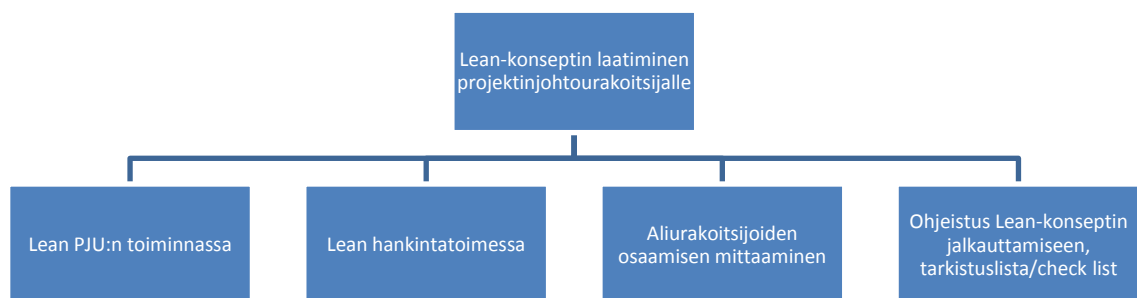 Lean-konseptin laatiminen
projektinjohtourakoitsijalle
Lean PJU:n toiminnassa
Lean hankintatoimessa
Aliurakoitsijoiden
osaamisen mittaaminen
Ohjeistus Lean-konseptin
jalkauttamiseen,
tarkistuslista/check list